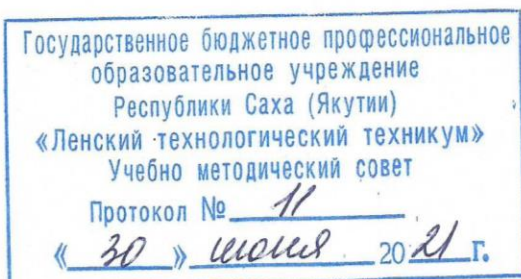 Государственное бюджетное профессиональное
образовательное учреждение
Республики Саха (Якутии)
«Ленский технологический техникум»
Учебно методический совет
Протокол № 11
« 30 » июня 2021 г.